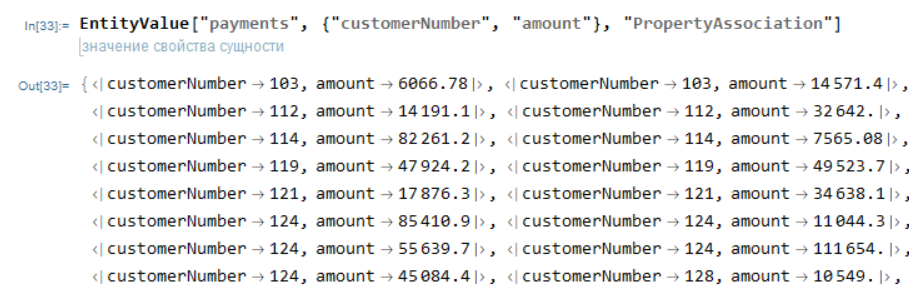 In[33]:= EntityValue["payments", {"customerNumber", "amount"}, "PropertyAssociation"]
значение свойства сущности
Out[33]= {<|customerNumber → 103, amount → 6066.78|>, <|customerNumber → 103, amount → 14571.4|>,
<|customerNumber → 112, amount → 14191.1|>, <|customerNumber → 112, amount → 32642.|>,
<|customerNumber → 114, amount → 82261.2|>, <|customerNumber → 114, amount → 7565.08|>,
<|customerNumber → 119, amount → 47924.2|>, <|customerNumber → 119, amount → 49523.7|>,
<|customerNumber → 121, amount → 17876.3|>, <|customerNumber → 121, amount → 34638.1|>,
<|customerNumber → 124, amount → 85410.9|>, <|customerNumber → 124, amount → 11044.3|>,
<|customerNumber → 124, amount → 55639.7|>, <|customerNumber → 124, amount → 111654.|>,
<|customerNumber → 124, amount → 45084.4|>, <|customerNumber → 128, amount → 10549.|>,